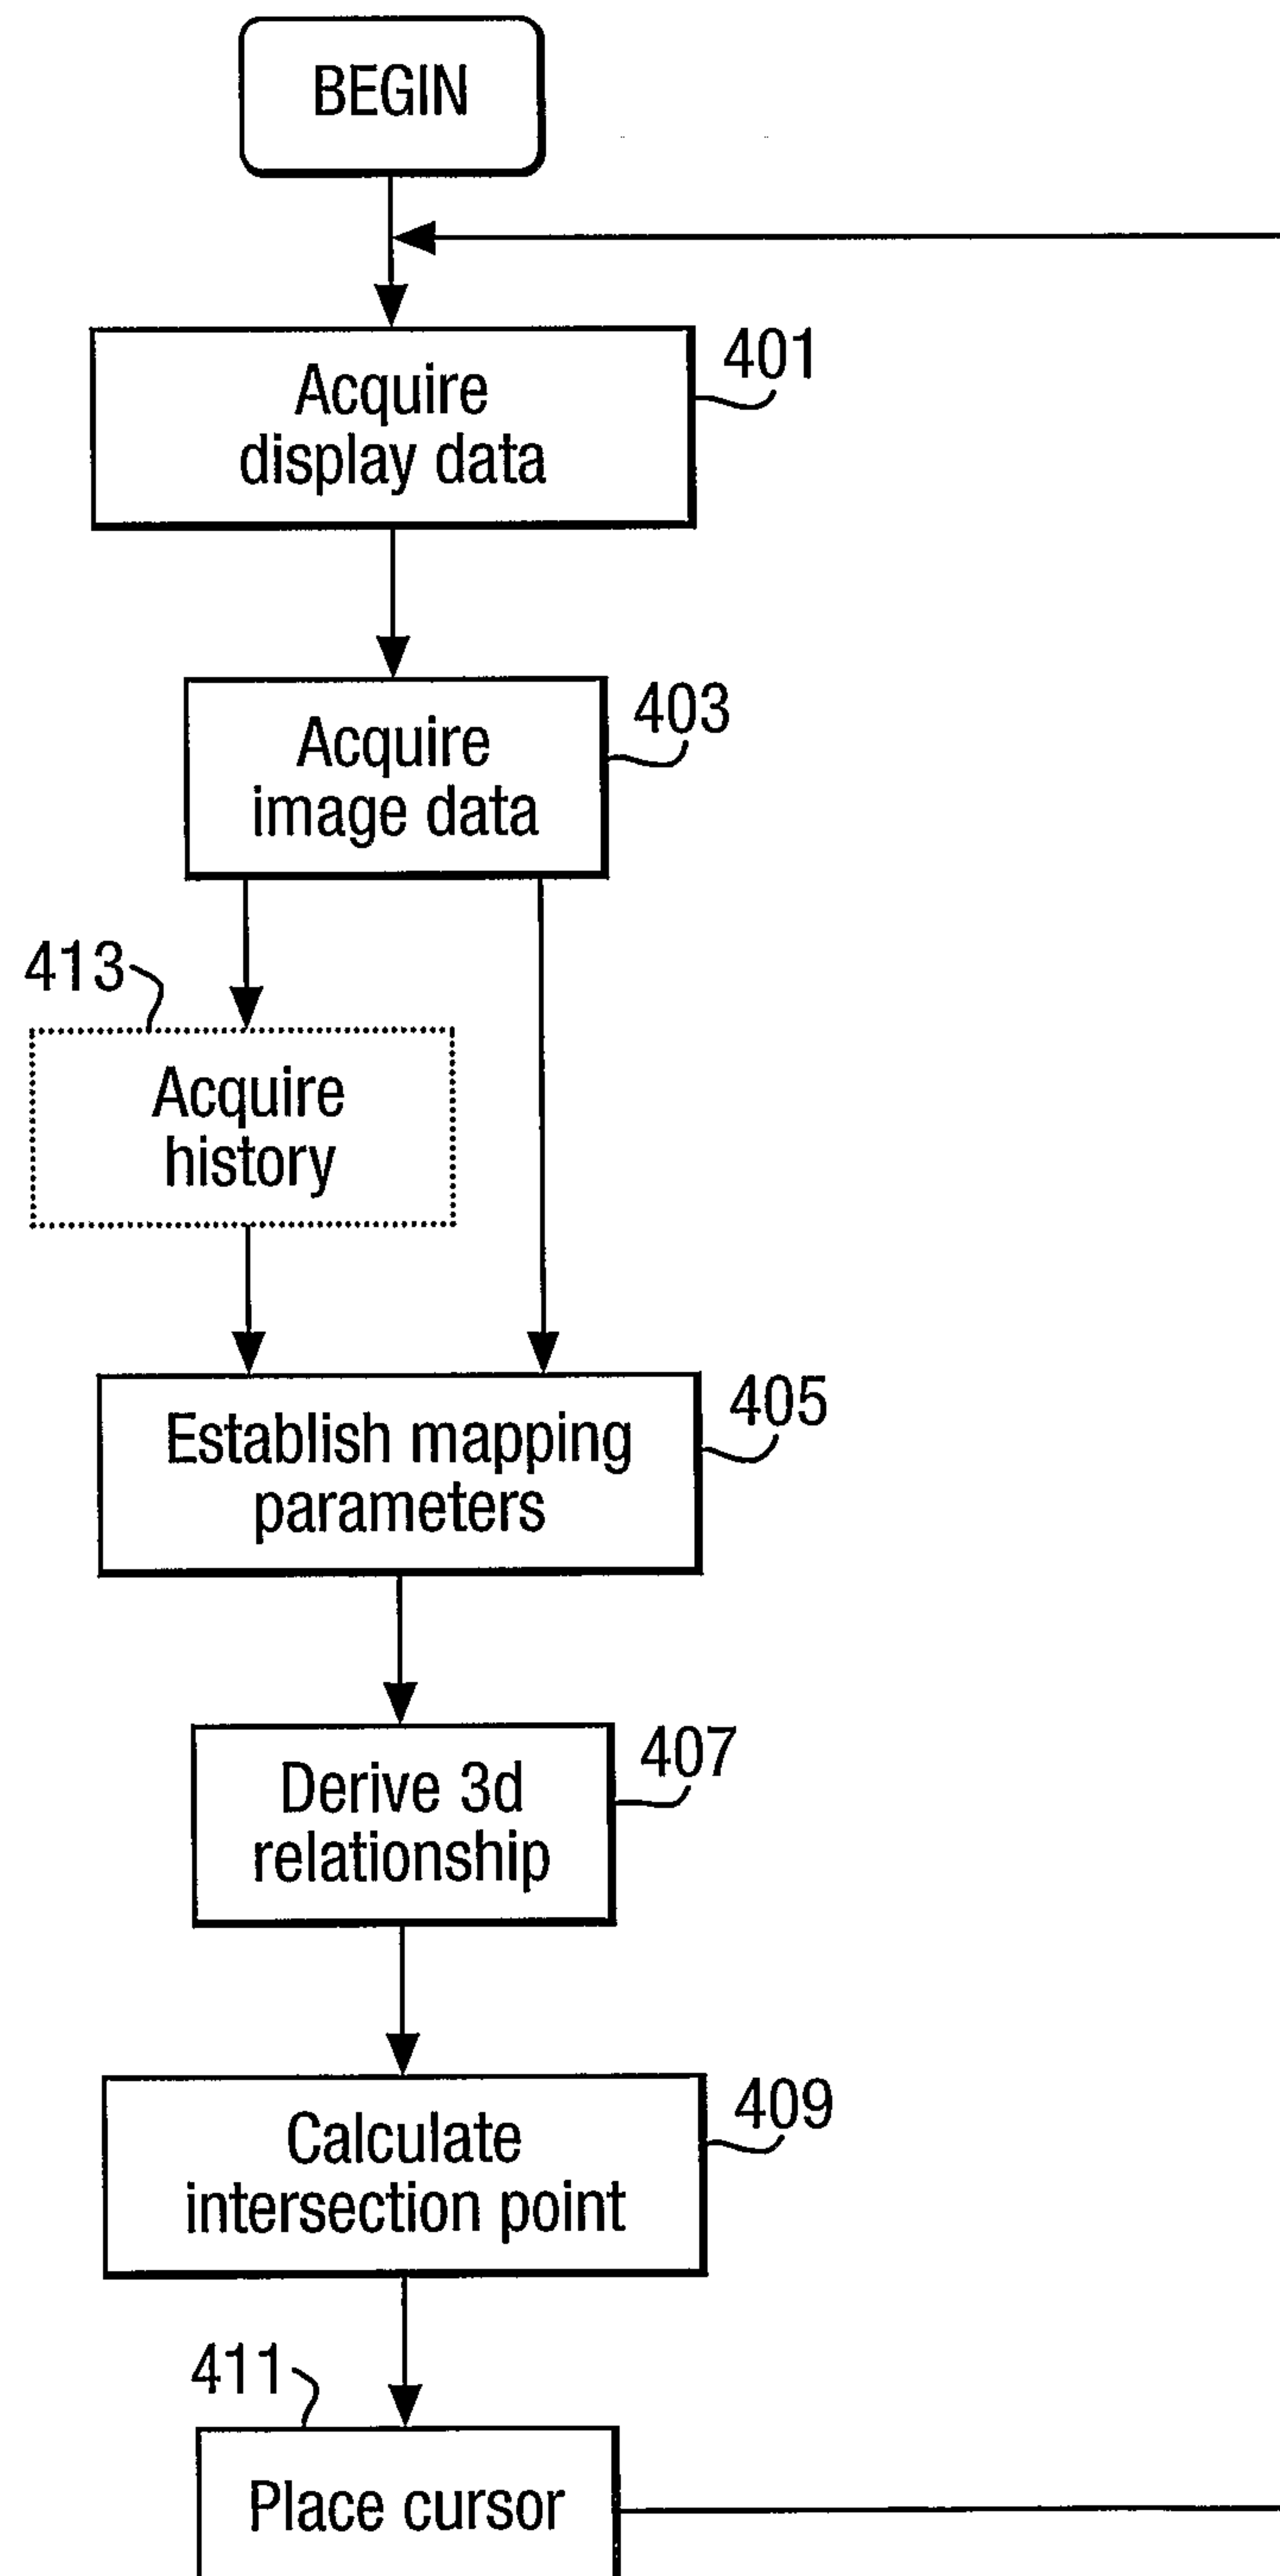 BEGIN
401
Acquire
display data
403
Acquire
image data
413
Acquire
history
405
Establish mapping
parameters
407
Derive 3d
relationship
409
Calculate
intersection point
411
Place cursor